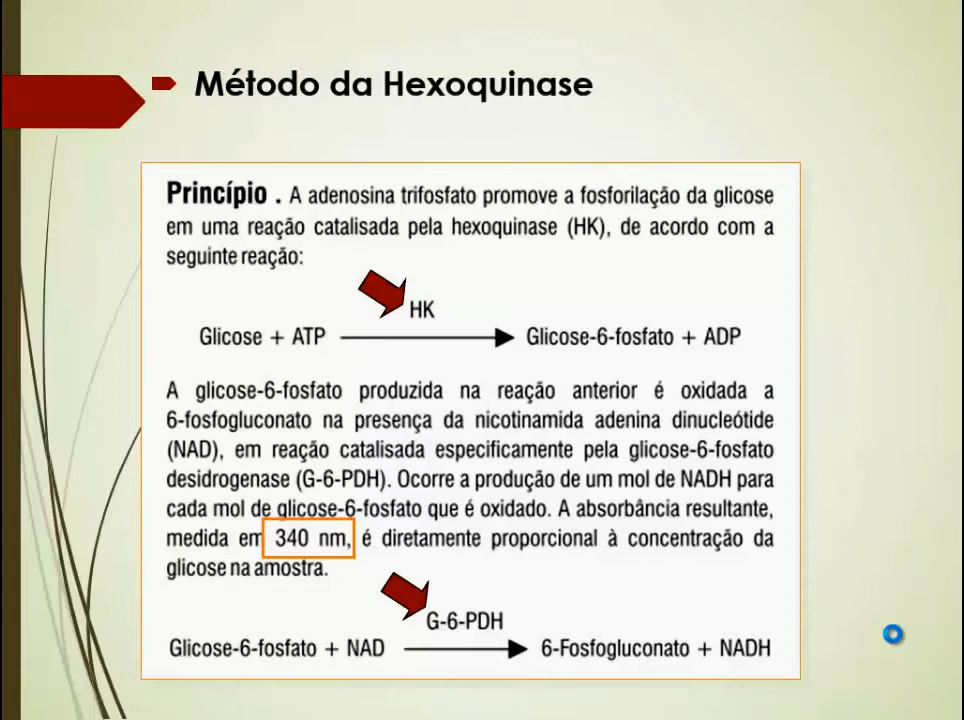 Método da Hexoquinase
Princípio . A adenosina trifosfato promove a fosforilação da glicose
em uma reação catalisada pela hexoquinase (HK), de acordo com a
seguinte reação:
HK
Glicose + ATP Glicose-6-fosfato + ADP
A glicose-6-fosfato produzida na reação anterior é oxidada a
6-fosfogluconato na presença da nicotinamida adenina dinucleótide
(NAD), em reação catalisada especificamente pela glicose-6-fosfato
desidrogenase (G-6-PDH). Ocorre a produção de um mol de NADH para
cada mol de glicose-6-fosfato que é oxidado. A absorbância resultante,
medida em 340 nm, é diretamente proporcional à concentração da
glicose na amostra.
G-6-PDH
Glicose-6-fosfato + NAD 6-Fosfogluconato + NADH